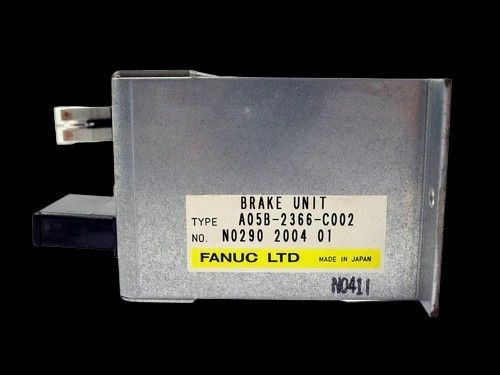 BRAKE UNIT
TYPE A05B-2366-C002
NO. N0290 2004 01
FANUC LTD MADE IN JAPAN
N0411